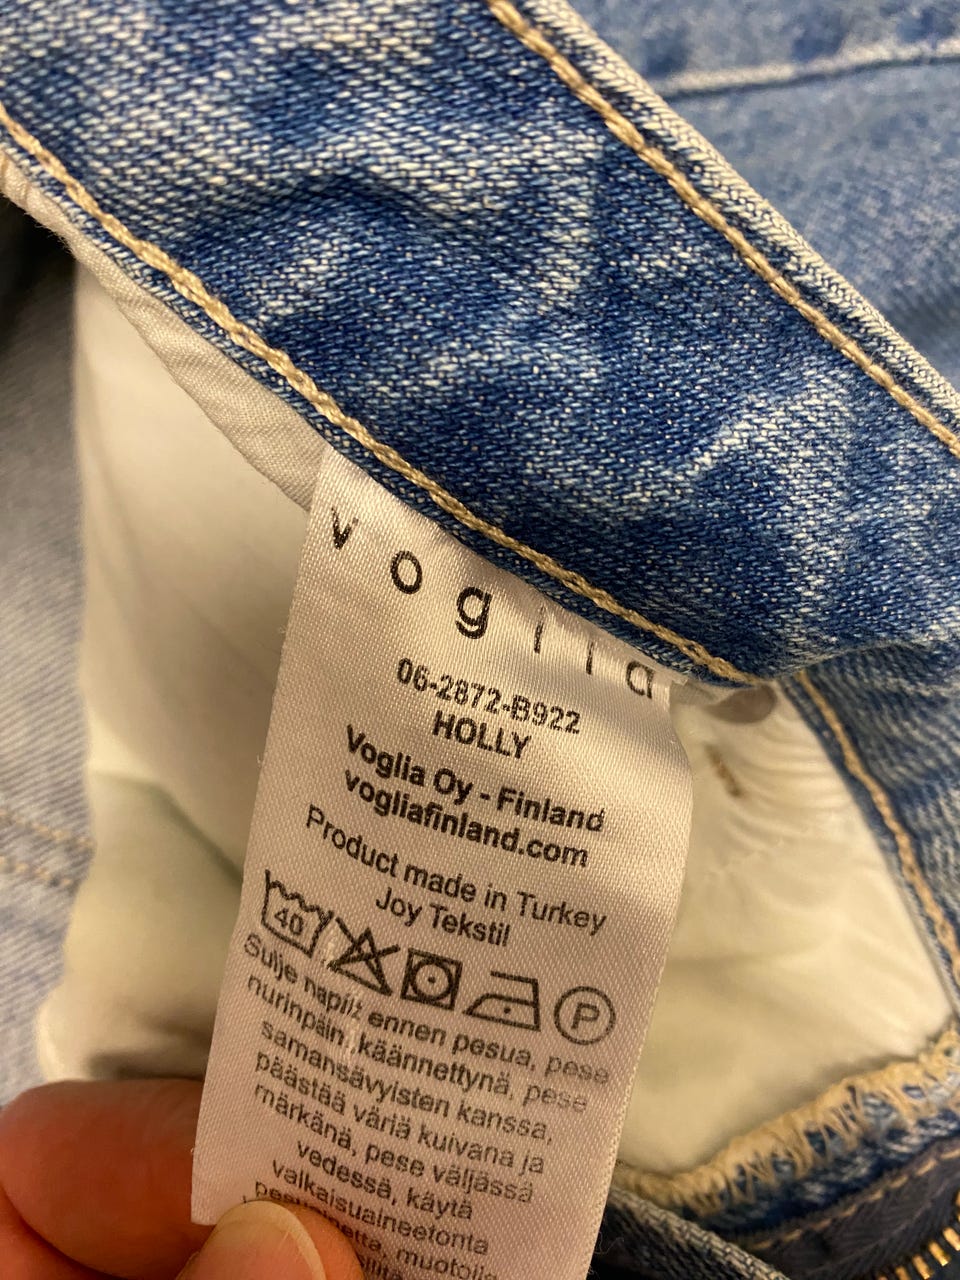 voglia
06-2872-B922
HOLLY
Voglia Oy - Finland
vogliafinland.com
Product made in Turkey
Joy Tekstil
40 P
Sulje napit ennen pesua, pese
nurinpäin käännettynä, pese
samansävyisten kanssa,
päästää väriä kuivana ja
märkänä, pese väljässä
vedessä, käytä
valkaisuaineetonta
muotoile